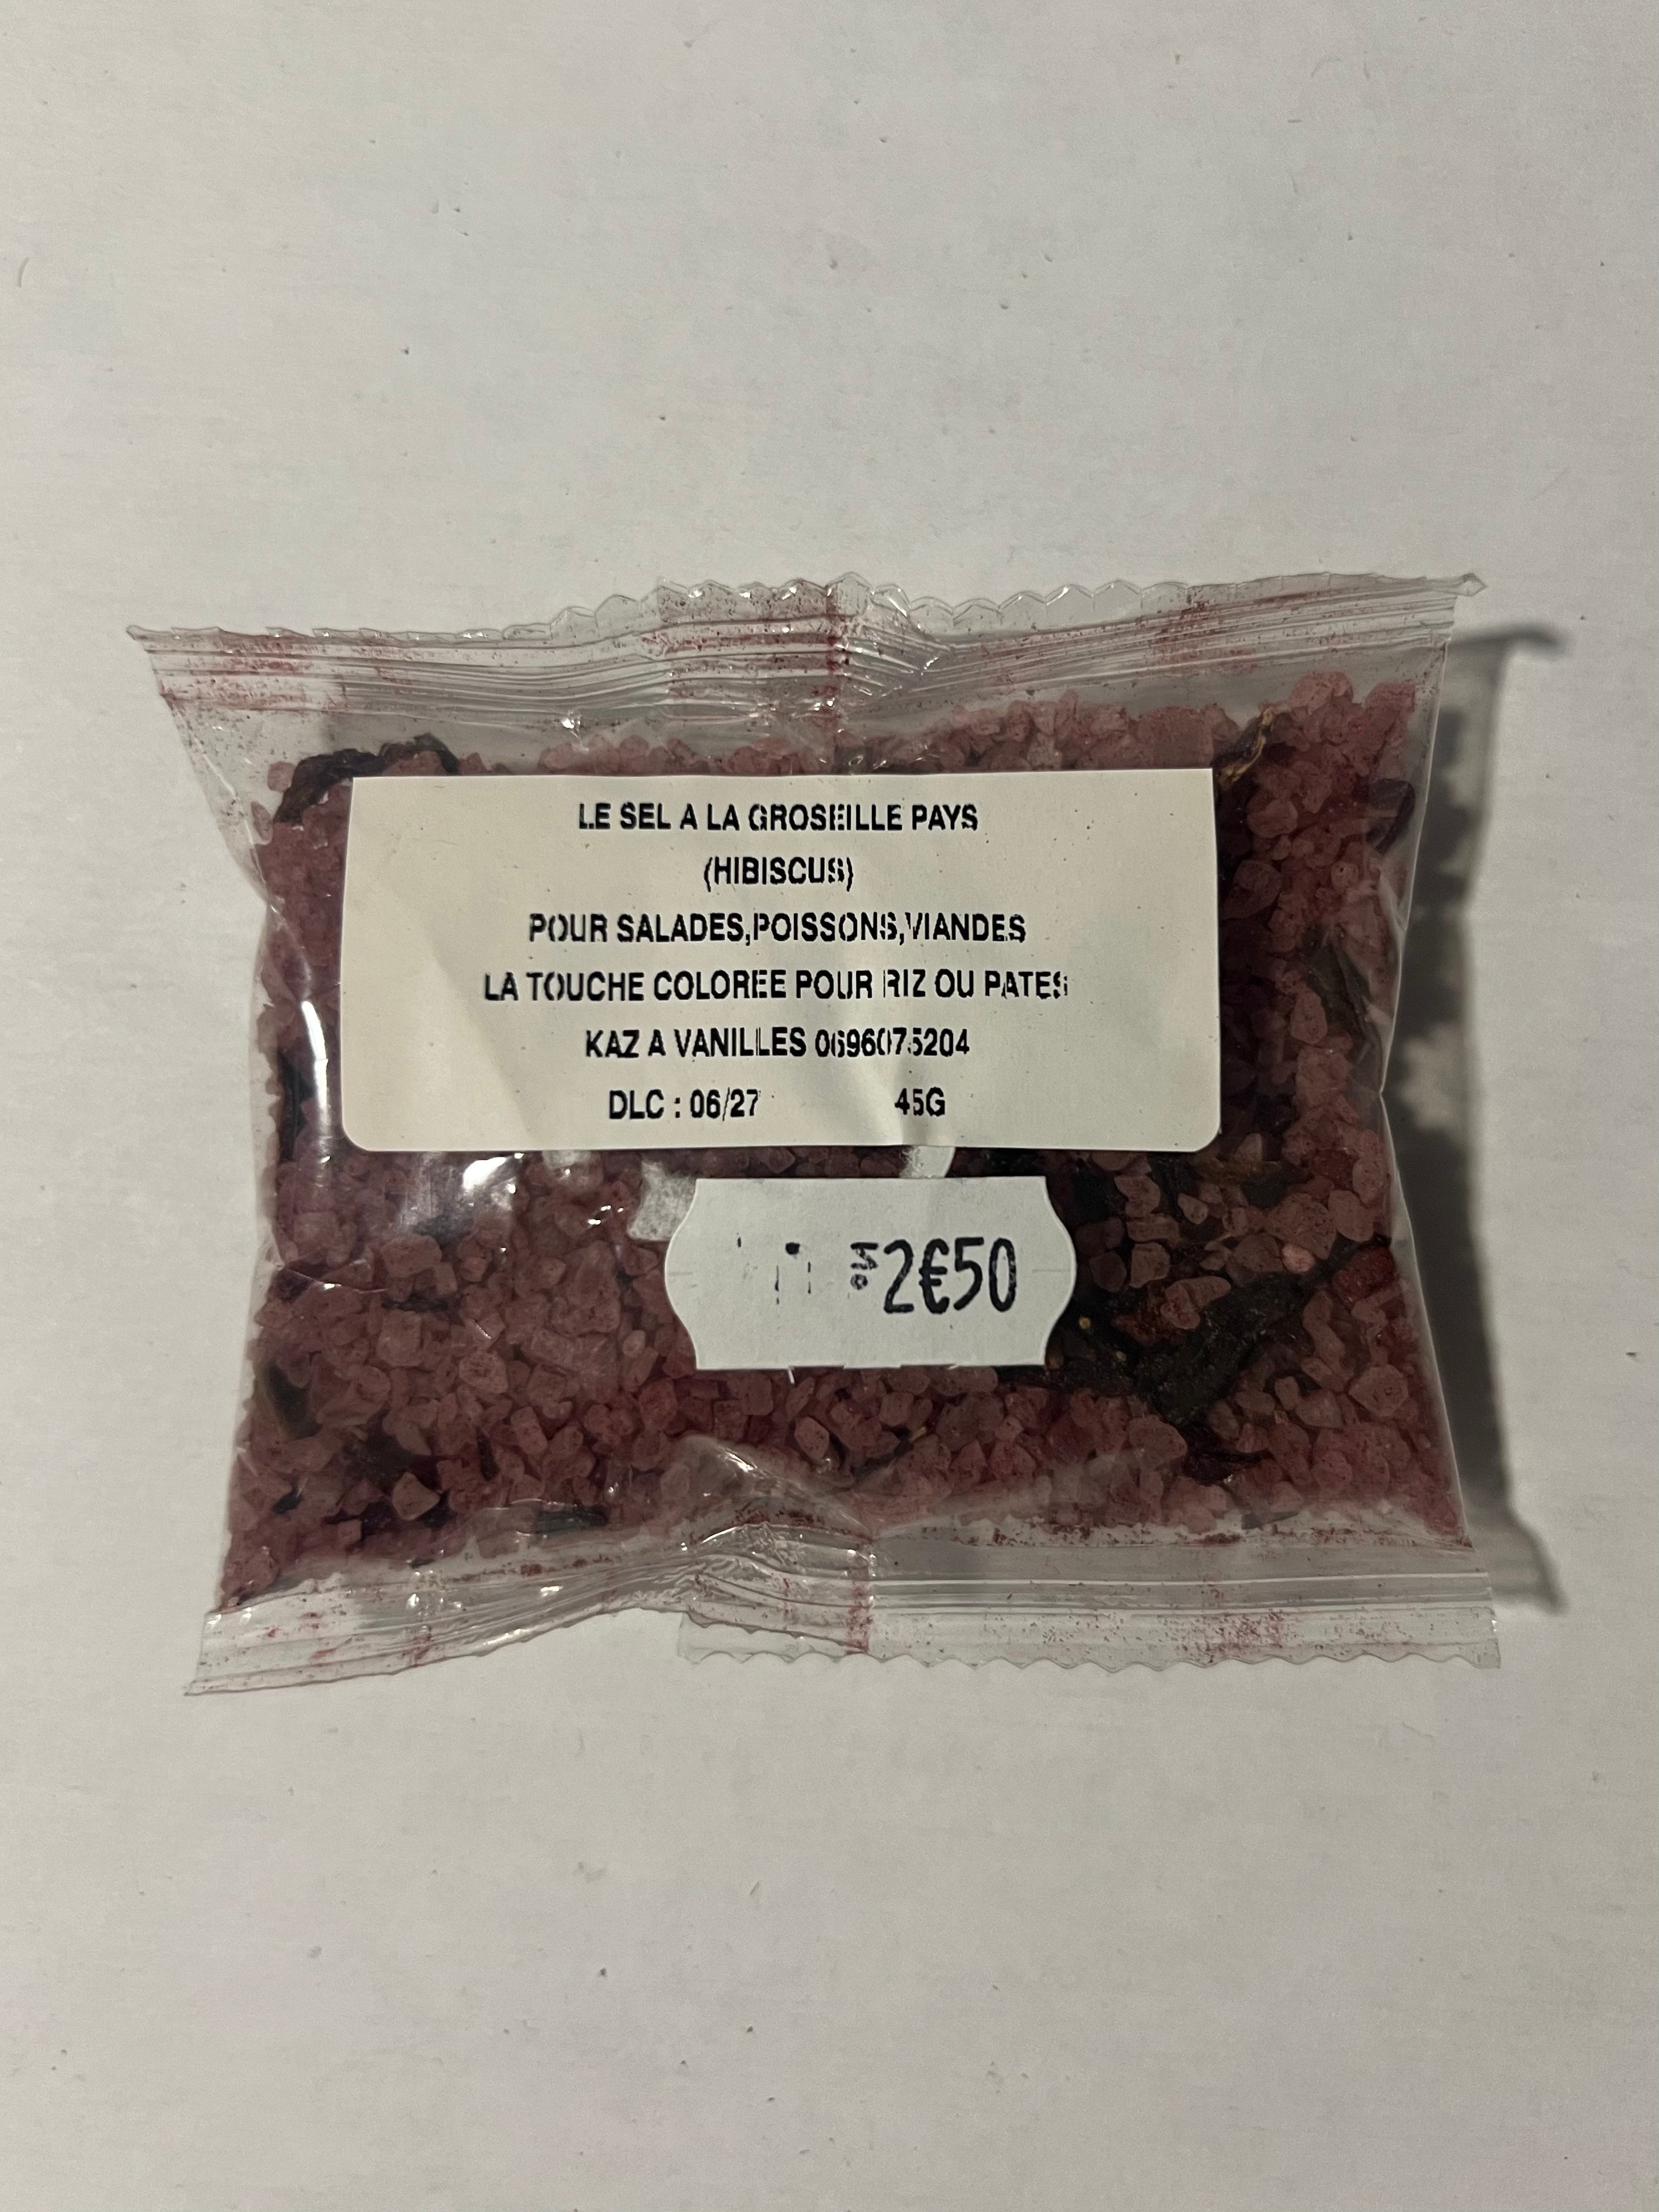 LE SEL A LA GROSEILLE PAYS
(HIBISCUS)
POUR SALADES,POISSONS,VIANDES
LA TOUCHE COLOREE POUR RIZ OU PATES
KAZ A VANILLES 0696075204
DLC : 06/27 45G
2€50